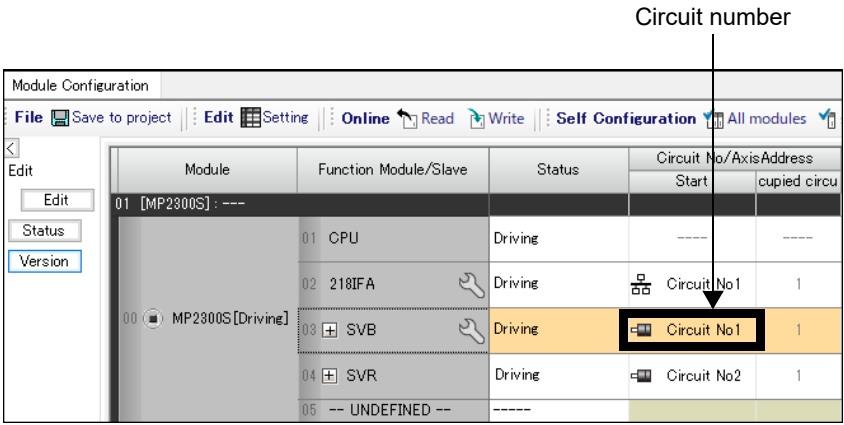 Circuit number
Module Configuration
File Save to project Edit Setting Online Read Write Self Configuration All modules
<
Edit
Edit
Status
Version
Module Function Module/Slave Status Circuit No/AxisAddress
Start cupied circu
01 [MP2300S] : ---
01 CPU Driving ---- ----
02 218IFA Driving Circuit No1 1
00 MP2300S[Driving]
03 + SVB Driving Circuit No1 1
04 + SVR Driving Circuit No2 1
05 -- UNDEFINED -- -----